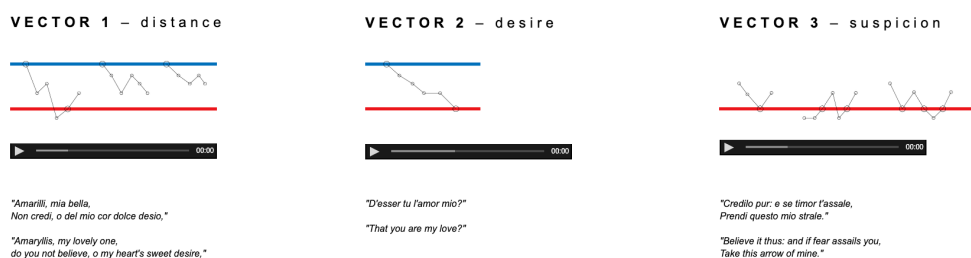 VECTOR 1 – distance
00:00
"Amarilli, mia bella,
Non credi, o del mio cor dolce desio,"
"Amaryllis, my lovely one,
do you not believe, o my heart's sweet desire,"
VECTOR 2 – desire
00:00
"D'esser tu l'amor mio?"
"That you are my love?"
VECTOR 3 – suspicion
00:00
"Credilo pur: e se timor t'assale,
Prendi questo mio strale."
"Believe it thus: and if fear assails you,
Take this arrow of mine."